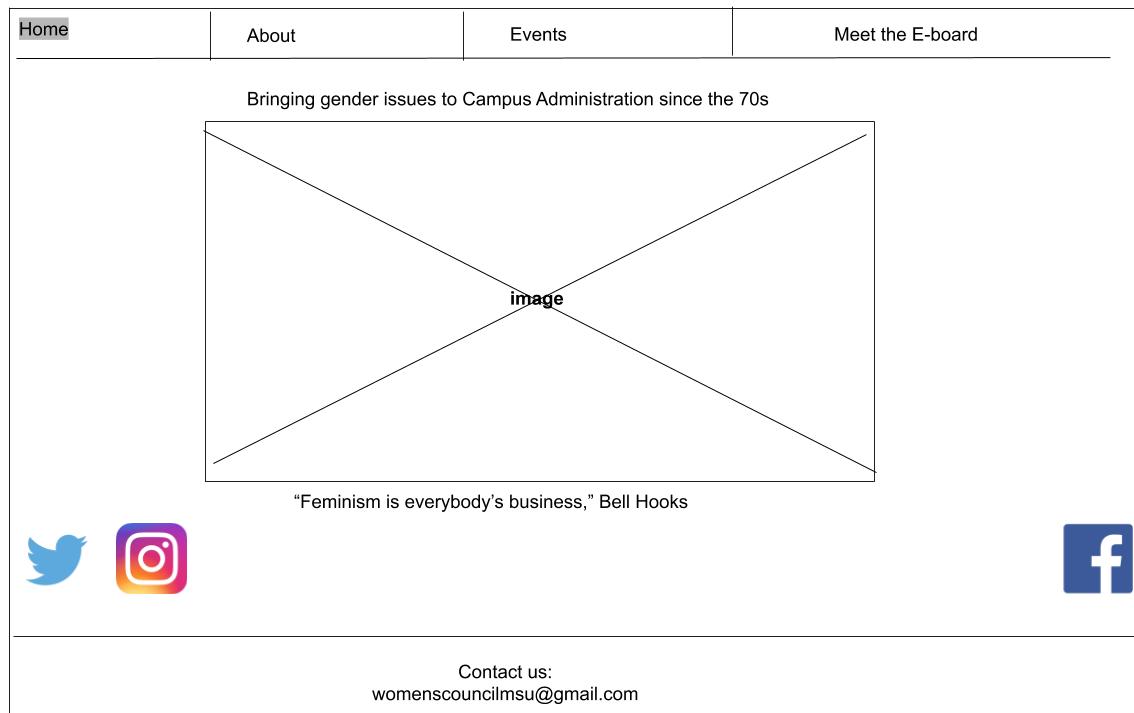 Home
About
Events
Meet the E-board
Bringing gender issues to Campus Administration since the 70s
image
“Feminism is everybody’s business,” Bell Hooks
Contact us:
womenscouncilmsu@gmail.com